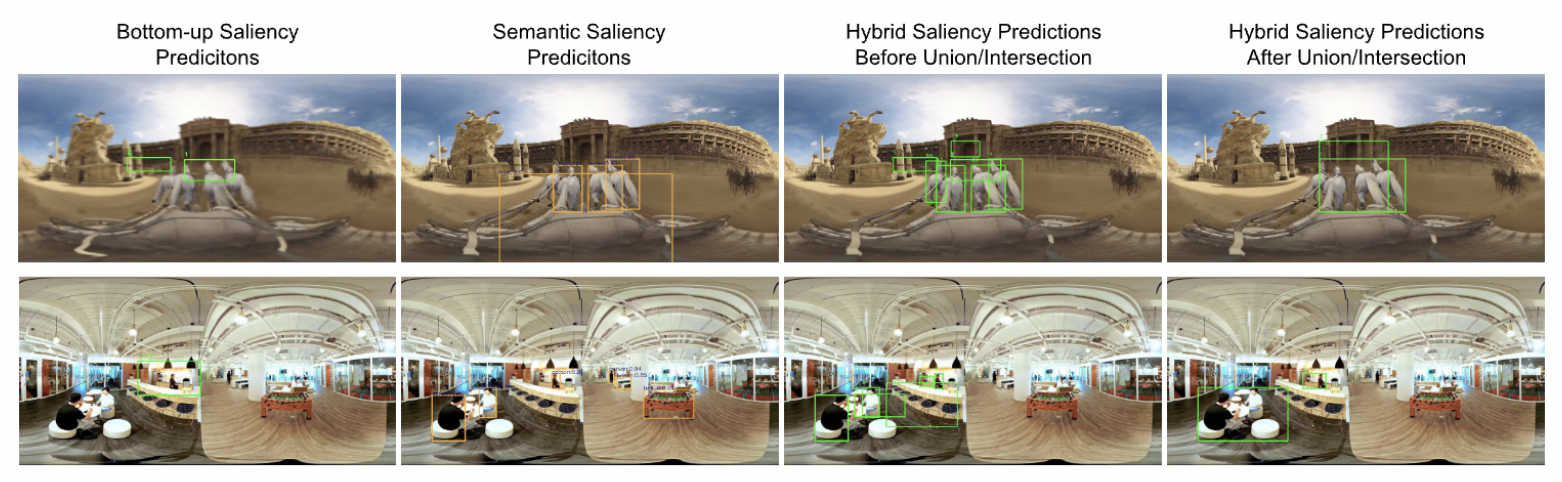 Bottom-up Saliency
Predicitons
Semantic Saliency
Predicitons
Hybrid Saliency Predictions
Before Union/Intersection
Hybrid Saliency Predictions
After Union/Intersection